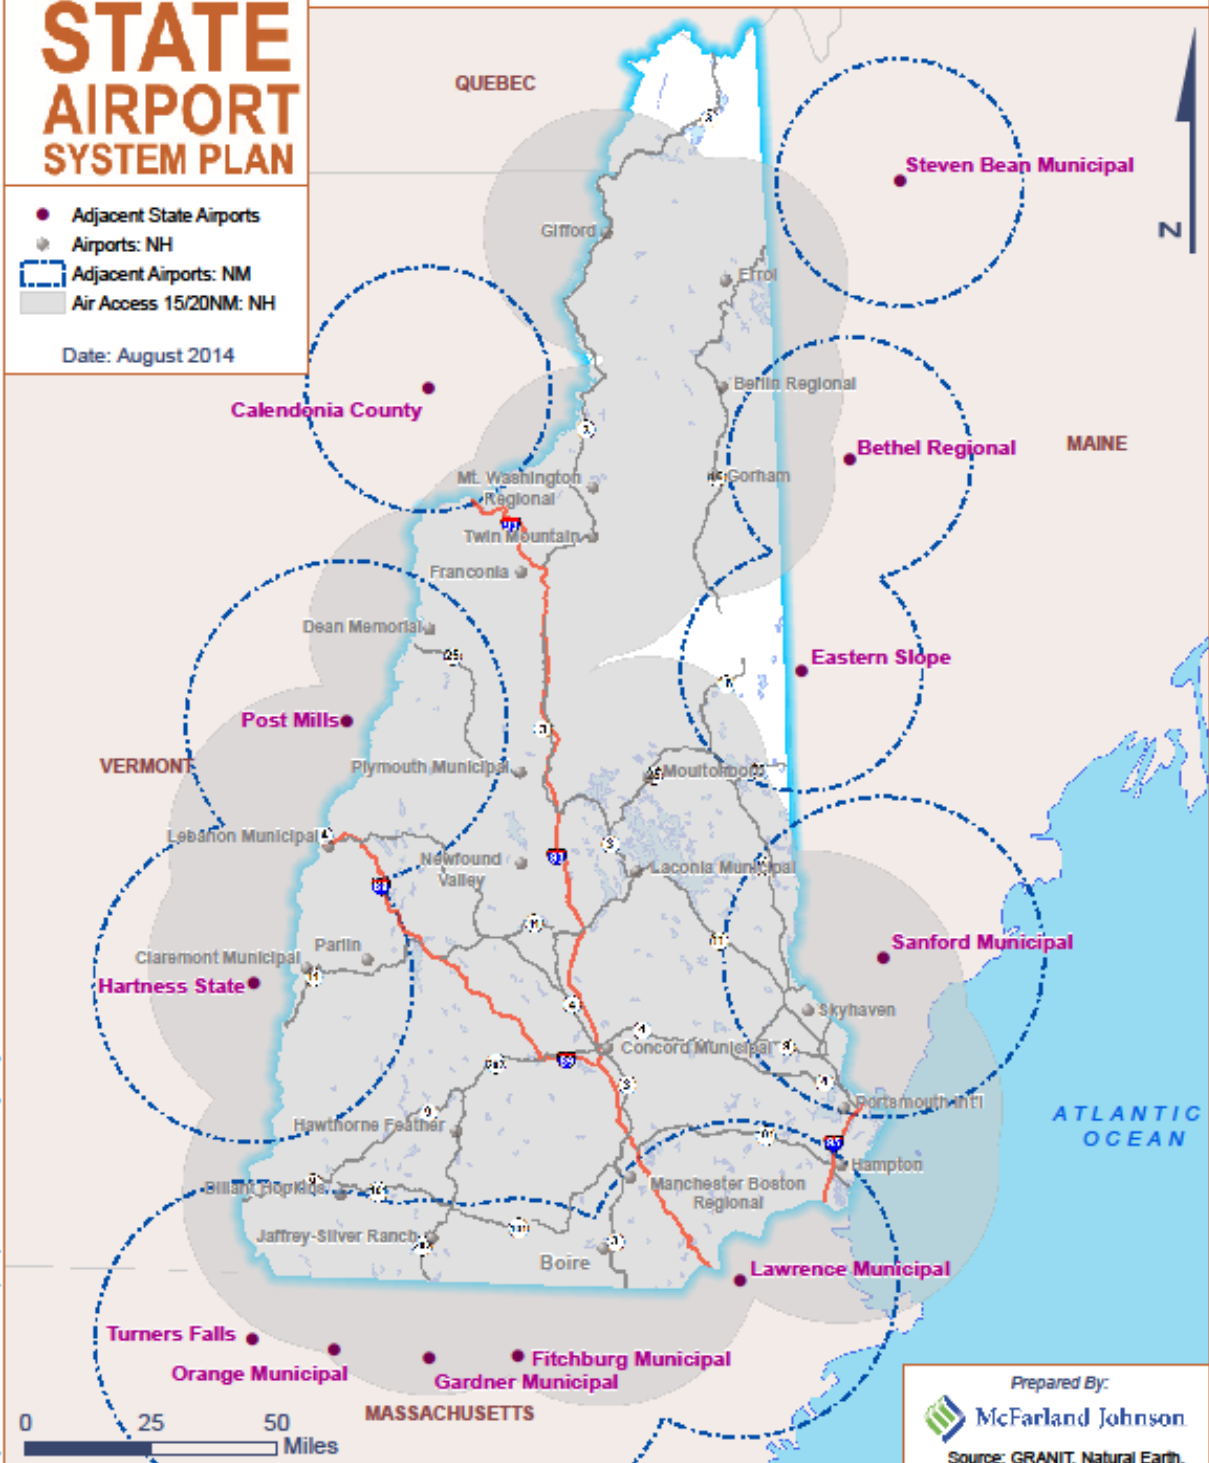 STATE
AIRPORT
SYSTEM PLAN
Adjacent State Airports
Airports: NH
Adjacent Airports: NM
Air Access 15/20NM: NH
Date: August 2014
QUEBEC
Steven Bean Municipal
N
Gifford
Errol
Calendonia County
Berlin Regional
MAINE
Bethel Regional
Mt. Washington
Regional
Gorham
Twin Mountain
Franconia
Dean Memorial
Eastern Slope
Post Mills
VERMONT
Plymouth Municipal
Moultonboro
Lebanon Municipal
Newfound
Valley
Laconia Municipal
Sanford Municipal
Parlin
Claremont Municipal
Hartness State
Skyhaven
Concord Municipal
Portsmouth Int'l
ATLANTIC
OCEAN
Hawthorne Feather
Hampton
Dillant Hopkins
Manchester Boston
Regional
Jaffrey-Silver Ranch
Boire
Lawrence Municipal
Turners Falls
Orange Municipal
Fitchburg Municipal
Gardner Municipal
MASSACHUSETTS
0 25 50
Miles
Prepared By:
McFarland Johnson
Source: GRANIT, Natural Earth,